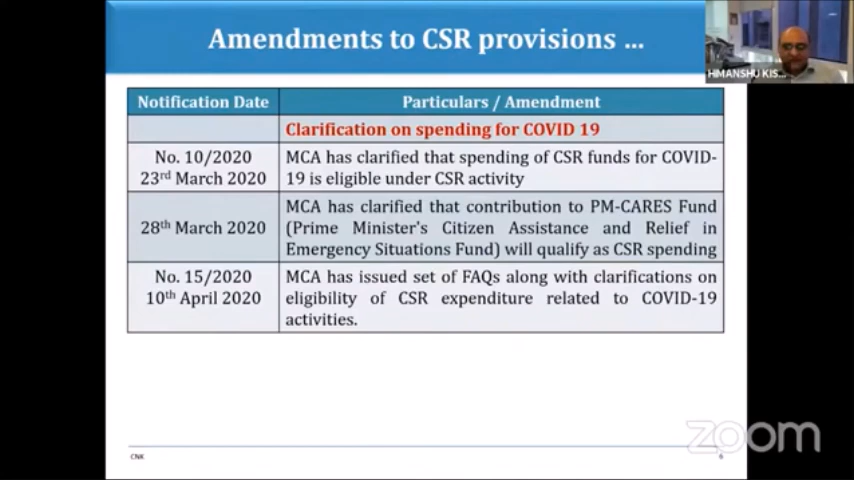 Amendments to CSR provisions ...
HIMANSHU KIS...
Notification Date
Particulars / Amendment
Clarification on spending for COVID 19
No. 10/2020
23rd March 2020
MCA has clarified that spending of CSR funds for COVID-
19 is eligible under CSR activity
28th March 2020
MCA has clarified that contribution to PM-CARES Fund
(Prime Minister's Citizen Assistance and Relief in
Emergency Situations Fund) will qualify as CSR spending
No. 15/2020
10th April 2020
MCA has issued set of FAQs along with clarifications on
eligibility of CSR expenditure related to COVID-19
activities.
zoom
CNK
6